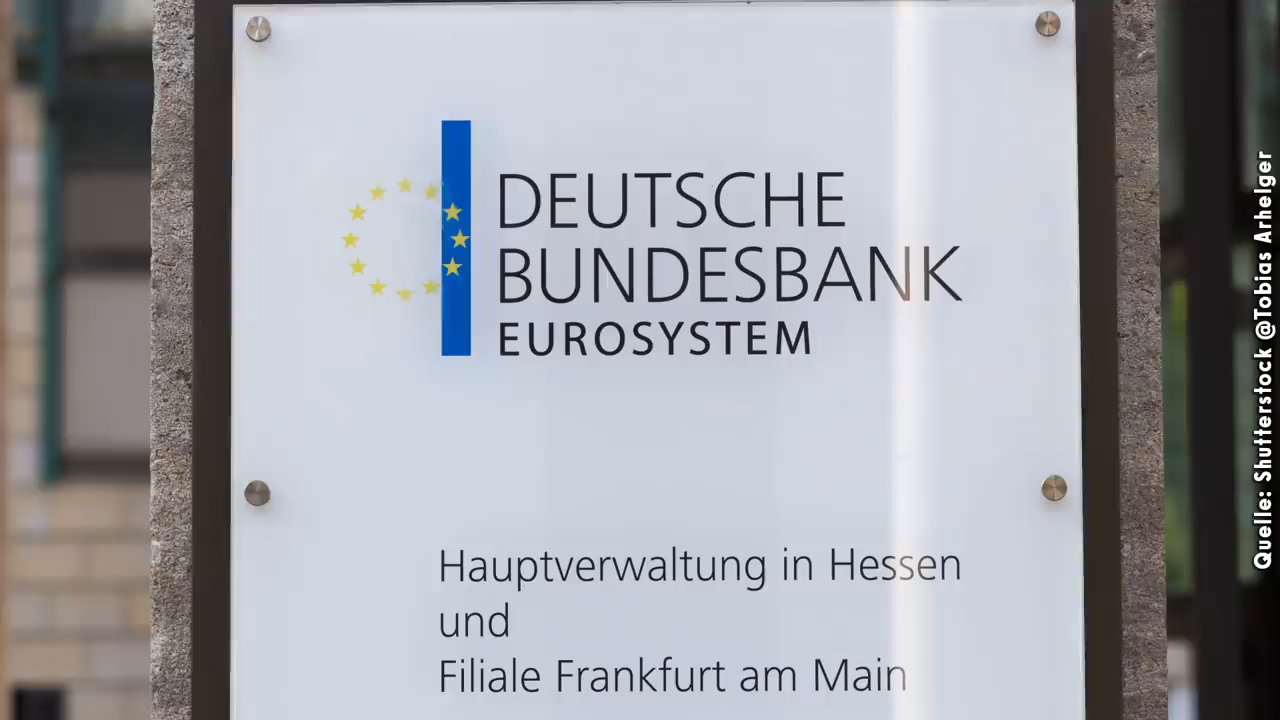 DEUTSCHE
BUNDESBANK
EUROSYSTEM
Hauptverwaltung in Hessen
und
Filiale Frankfurt am Main
Quelle: Shutterstock @Tobias Arhelger